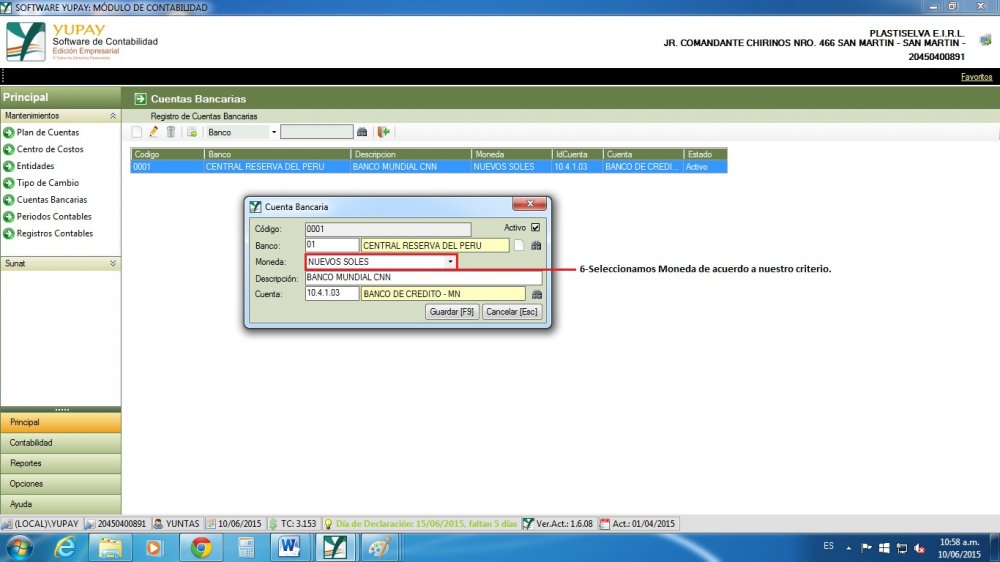 SOFTWARE YUPAY: MÓDULO DE CONTABILIDAD
YUPAY
Software de Contabilidad
Edición Empresarial
© Todos los Derechos Reservados
PLASTISELVA E.I.R.L.
JR. COMANDANTE CHIRINOS NRO. 466 SAN MARTIN - SAN MARTIN -
20450400891
Favoritos
Principal
Mantenimientos
Plan de Cuentas
Centro de Costos
Entidades
Tipo de Cambio
Cuentas Bancarias
Periodos Contables
Registros Contables
Sunat
Principal
Contabilidad
Reportes
Opciones
Ayuda
Cuentas Bancarias
Registro de Cuentas Bancarias
Banco
Codigo Banco Descripcion Moneda IdCuenta Cuenta Estado
0001 CENTRAL RESERVA DEL PERU BANCO MUNDIAL CNN NUEVOS SOLES 10.4.1.03 BANCO DE CREDI... Activo
Cuenta Bancaria
Código: 0001 Activo
Banco: 01 CENTRAL RESERVA DEL PERU
Moneda: NUEVOS SOLES
Descripción: BANCO MUNDIAL CNN
Cuenta: 10.4.1.03 BANCO DE CREDITO - MN
Guardar [F9] Cancelar [Esc]
6-Seleccionamos Moneda de acuerdo a nuestro criterio.
(LOCAL)\YUPAY 20450400891 YUNTAS 10/06/2015 TC: 3.153 Día de Declaración: 15/06/2015, faltan 5 días Ver.Act.: 1.6.08 Act.: 01/04/2015
ES 10:58 a.m.
10/06/2015